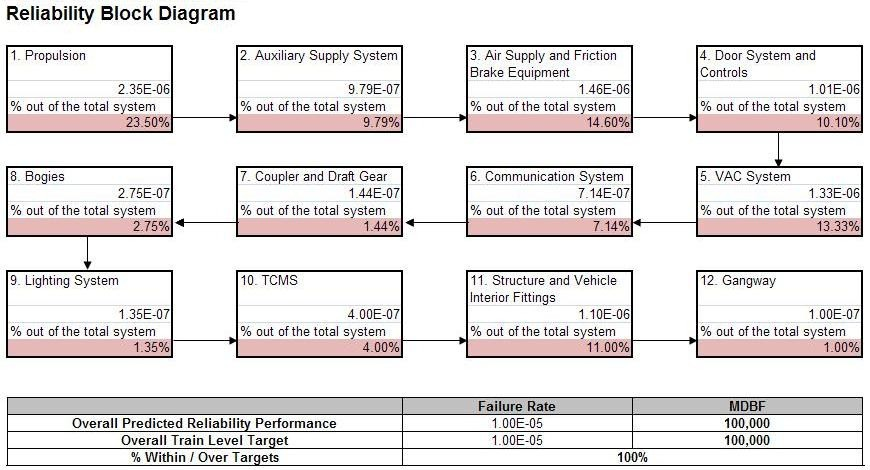 Reliability Block Diagram
1. Propulsion
2.35E-06
% out of the total system
23.50%
2. Auxiliary Supply System
9.79E-07
% out of the total system
9.79%
3. Air Supply and Friction
Brake Equipment
1.46E-06
% out of the total system
14.60%
4. Door System and
Controls
1.01E-06
% out of the total system
10.10%
5. VAC System
1.33E-06
% out of the total system
13.33%
6. Communication System
7.14E-07
% out of the total system
7.14%
7. Coupler and Draft Gear
1.44E-07
% out of the total system
1.44%
8. Bogies
2.75E-07
% out of the total system
2.75%
9. Lighting System
1.35E-07
% out of the total system
1.35%
10. TCMS
4.00E-07
% out of the total system
4.00%
11. Structure and Vehicle
Interior Fittings
1.10E-06
% out of the total system
11.00%
12. Gangway
1.00E-07
% out of the total system
1.00%
Failure Rate MDBF
Overall Predicted Reliability Performance 1.00E-05 100,000
Overall Train Level Target 1.00E-05 100,000
% Within / Over Targets 100%